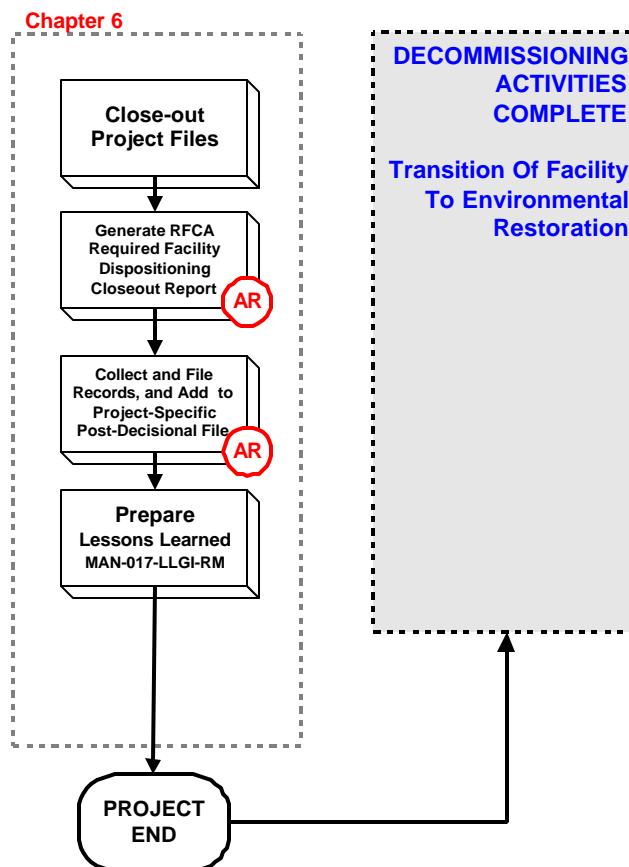 Chapter 6
Close-out
Project Files
Generate RFCA
Required Facility
Dispositioning
Closeout Report
AR
Collect and File
Records, and Add to
Project-Specific
Post-Decisional File
AR
Prepare
Lessons Learned
MAN-017-LLGI-RM
PROJECT
END
DECOMMISSIONING
ACTIVITIES
COMPLETE
Transition Of Facility
To Environmental
Restoration